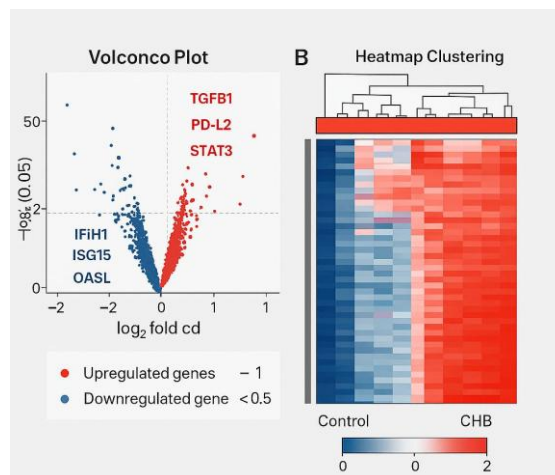 Volconco Plot
TGFB1
PD-L2
STAT3
50
2
0
IFiH1
ISG15
OASL
−2 −2 0 1 1
log₂ fold cd
Upregulated genes − 1
Downregulated gene <0.5
B Heatmap Clustering
Control CHB
0 0 2